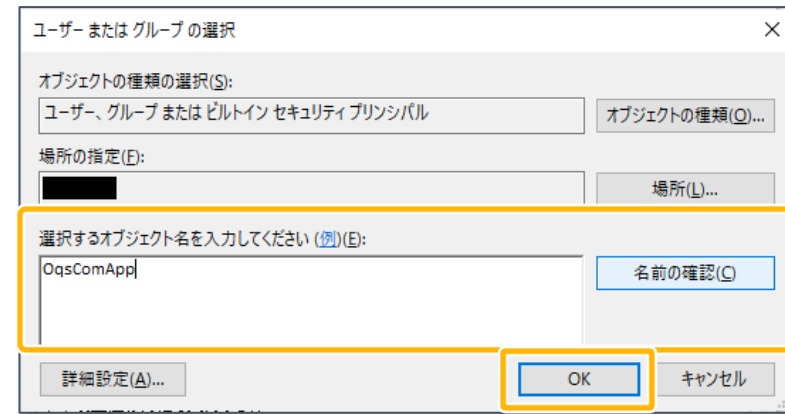 ユーザー または グループ の選択
オブジェクトの種類の選択(S):
ユーザー、グループ または ビルトイン セキュリティ プリンシパル
オブジェクトの種類(O)...
場所の指定(F):
場所(L)...
選択するオブジェクト名を入力してください (例)(E):
OqsComApp
名前の確認(C)
詳細設定(A)...
OK
キャンセル